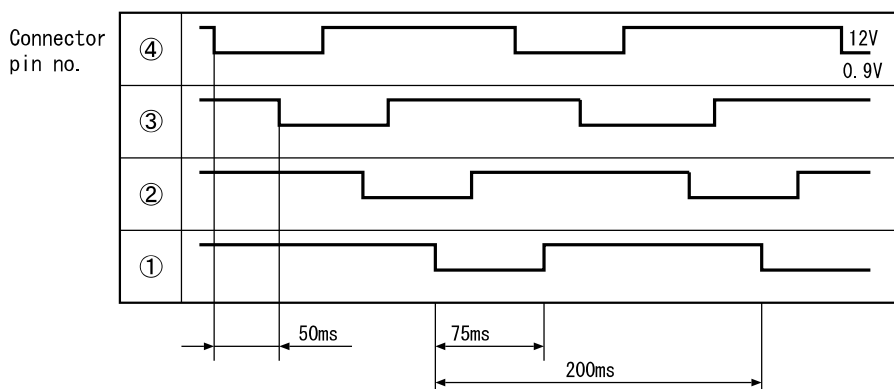 Connector
pin no.
④
12V
0.9V
③
②
①
50ms
75ms
200ms